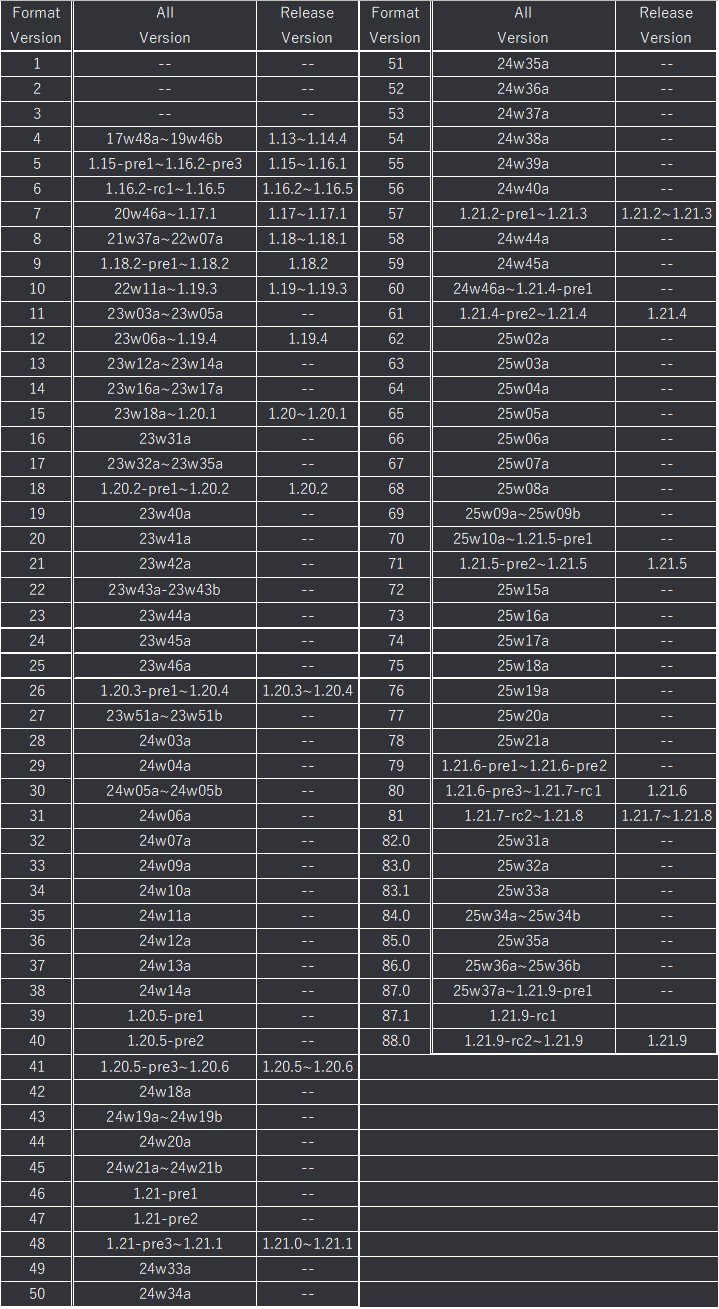 Format All Release Format All Release
Version Version Version Version Version Version
1 -- -- 51 24w35a --
2 -- -- 52 24w36a --
3 -- -- 53 24w37a --
4 17w48a~19w46b 1.13~1.14.4 54 24w38a --
5 1.15-pre1~1.16.2-pre3 1.15~1.16.1 55 24w39a --
6 1.16.2-rc1~1.16.5 1.16.2~1.16.5 56 24w40a --
7 20w46a~1.17.1 1.17~1.17.1 57 1.21.2-pre1~1.21.3 1.21.2~1.21.3
8 21w37a~22w07a 1.18~1.18.1 58 24w44a --
9 1.18.2-pre1~1.18.2 1.18.2 59 24w45a --
10 22w11a~1.19.3 1.19~1.19.3 60 24w46a~1.21.4-pre1 --
11 23w03a~23w05a -- 61 1.21.4-pre2~1.21.4 1.21.4
12 23w06a~1.19.4 1.19.4 62 25w02a --
13 23w12a~23w14a -- 63 25w03a --
14 23w16a~23w17a -- 64 25w04a --
15 23w18a~1.20.1 1.20~1.20.1 65 25w05a --
16 23w31a -- 66 25w06a --
17 23w32a~23w35a -- 67 25w07a --
18 1.20.2-pre1~1.20.2 1.20.2 68 25w08a --
19 23w40a -- 69 25w09a~25w09b --
20 23w41a -- 70 25w10a~1.21.5-pre1 --
21 23w42a -- 71 1.21.5-pre2~1.21.5 1.21.5
22 23w43a-23w43b -- 72 25w15a --
23 23w44a -- 73 25w16a --
24 23w45a -- 74 25w17a --
25 23w46a -- 75 25w18a --
26 1.20.3-pre1~1.20.4 1.20.3~1.20.4 76 25w19a --
27 23w51a~23w51b -- 77 25w20a --
28 24w03a -- 78 25w21a --
29 24w04a -- 79 1.21.6-pre1~1.21.6-pre2 --
30 24w05a~24w05b -- 80 1.21.6-pre3~1.21.7-rc1 1.21.6
31 24w06a -- 81 1.21.7-rc2~1.21.8 1.21.7~1.21.8
32 24w07a -- 82.0 25w31a --
33 24w09a -- 83.0 25w32a --
34 24w10a -- 83.1 25w33a --
35 24w11a -- 84.0 25w34a~25w34b --
36 24w12a -- 85.0 25w35a --
37 24w13a -- 86.0 25w36a~25w36b --
38 24w14a -- 87.0 25w37a~1.21.9-pre1 --
39 1.20.5-pre1 -- 87.1 1.21.9-rc1
40 1.20.5-pre2 -- 88.0 1.21.9-rc2~1.21.9 1.21.9
41 1.20.5-pre3~1.20.6 1.20.5~1.20.6
42 24w18a --
43 24w19a~24w19b --
44 24w20a --
45 24w21a~24w21b --
46 1.21-pre1 --
47 1.21-pre2 --
48 1.21-pre3~1.21.1 1.21.0~1.21.1
49 24w33a --
50 24w34a --